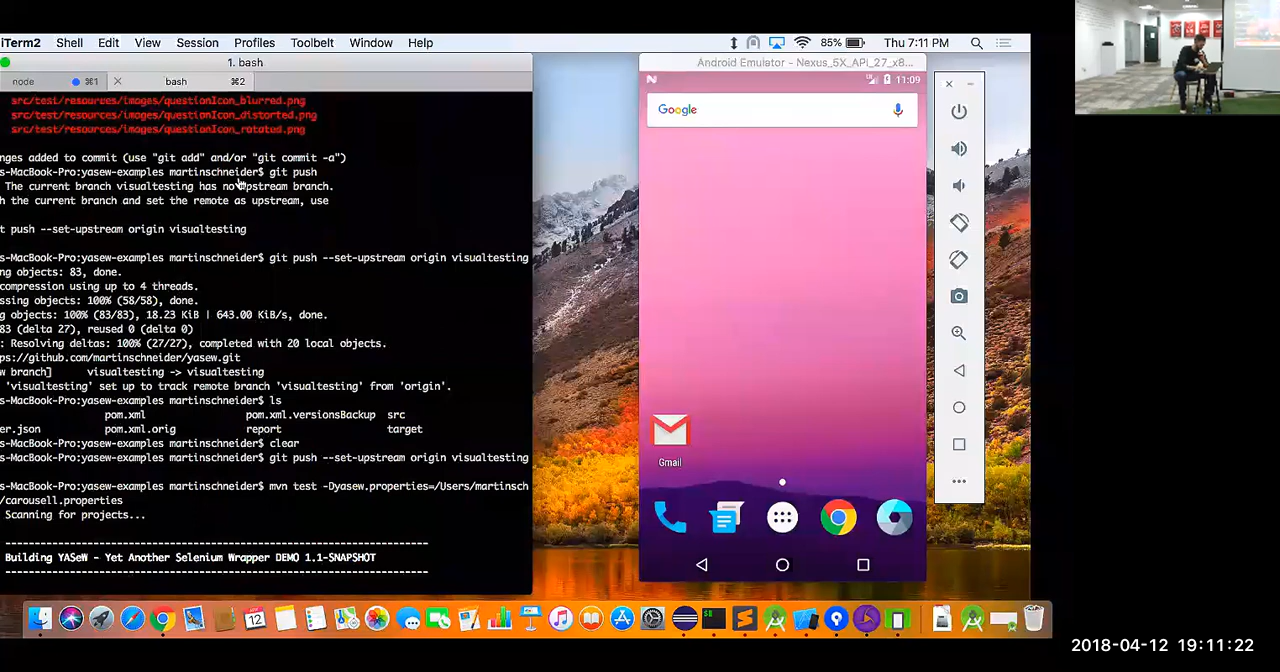 iTerm2 Shell Edit View Session Profiles Toolbelt Window Help 85% Thu 7:11 PM
1. bash
node ⌘1 × bash ⌘2
src/test/resources/images/questionIcon_blurred.png
src/test/resources/images/questionIcon_distorted.png
src/test/resources/images/questionIcon_rotated.png
nges added to commit (use "git add" and/or "git commit -a")
s-MacBook-Pro:yasew-examples martinschneider$ git push
The current branch visualtesting has no upstream branch.
h the current branch and set the remote as upstream, use
t push --set-upstream origin visualtesting
s-MacBook-Pro:yasew-examples martinschneider$ git push --set-upstream origin visualtesting
ng objects: 83, done.
compression using up to 4 threads.
ssing objects: 100% (58/58), done.
g objects: 100% (83/83), 18.23 KiB | 643.00 KiB/s, done.
83 (delta 27), reused 0 (delta 0)
: Resolving deltas: 100% (27/27), completed with 20 local objects.
ps://github.com/martinschneider/yasew.git
w branch] visualtesting -> visualtesting
'visualtesting' set up to track remote branch 'visualtesting' from 'origin'.
s-MacBook-Pro:yasew-examples martinschneider$ ls
pom.xml pom.xml.versionsBackup src
er.json pom.xml.orig report target
s-MacBook-Pro:yasew-examples martinschneider$ clear
s-MacBook-Pro:yasew-examples martinschneider$ git push --set-upstream origin visualtesting
s-MacBook-Pro:yasew-examples martinschneider$ mvn test -Dyasew.properties=/Users/martinsch
/carousell.properties
Scanning for projects...
------------------------------------------------------------------------
Building YASeW - Yet Another Selenium Wrapper DEMO 1.1-SNAPSHOT
------------------------------------------------------------------------
Android Emulator - Nexus_5X_API_27_x8...
11:09
Google
Gmail
2018-04-12 19:11:22